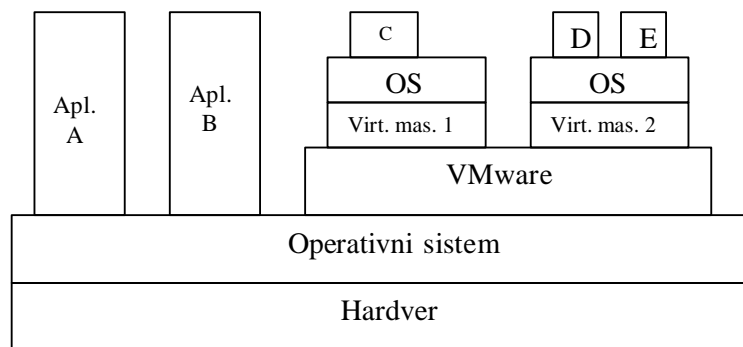 C
D
E
Apl.
A
Apl.
B
OS
OS
Virt. mas. 1
Virt. mas. 2
VMware
Operativni sistem
Hardver